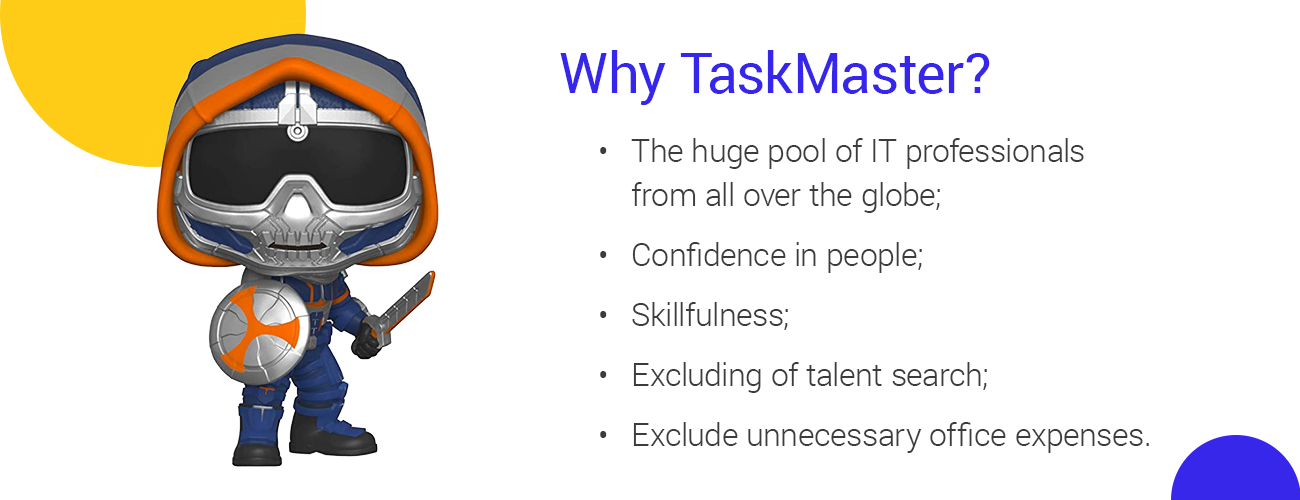 Why TaskMaster?
• The huge pool of IT professionals
from all over the globe;
• Confidence in people;
• Skillfulness;
• Excluding of talent search;
• Exclude unnecessary office expenses.